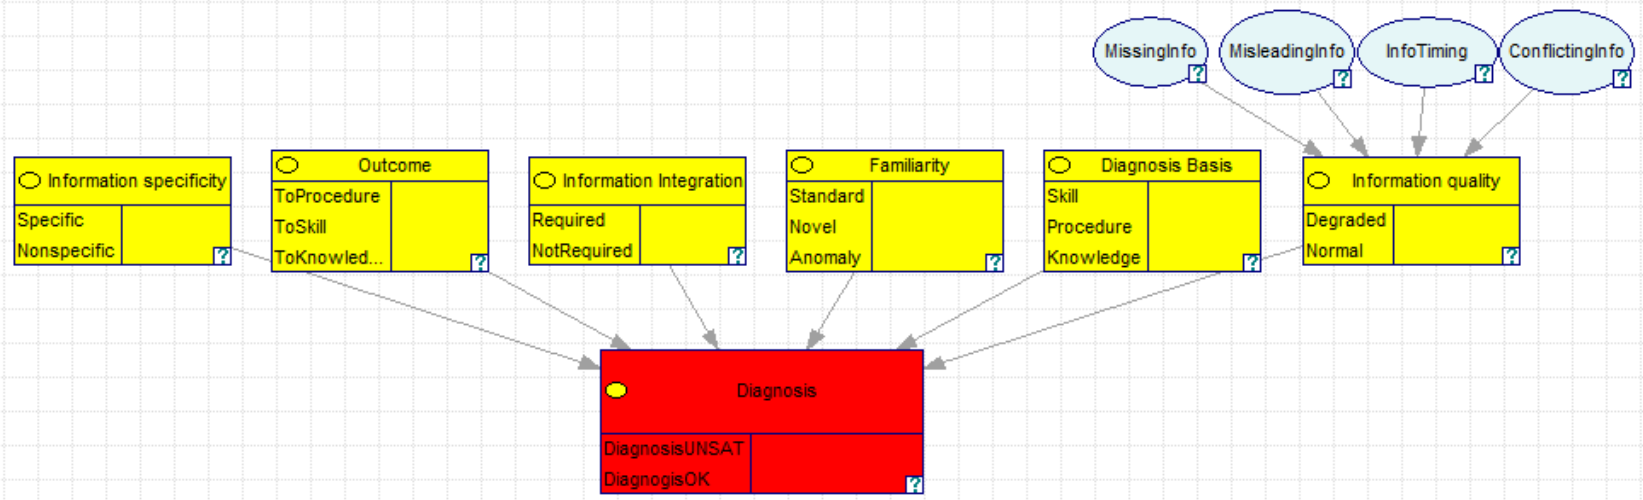 MissingInfo
MisleadingInfo
InfoTiming
ConflictingInfo
?
?
?
?
Information specificity
Specific
Nonspecific
?
Outcome
ToProcedure
ToSkill
ToKnowled...
?
Information Integration
Required
NotRequired
?
Familiarity
Standard
Novel
Anomaly
?
Diagnosis Basis
Skill
Procedure
Knowledge
?
Information quality
Degraded
Normal
?
Diagnosis
DiagnosisUNSAT
DiagnogisOK
?